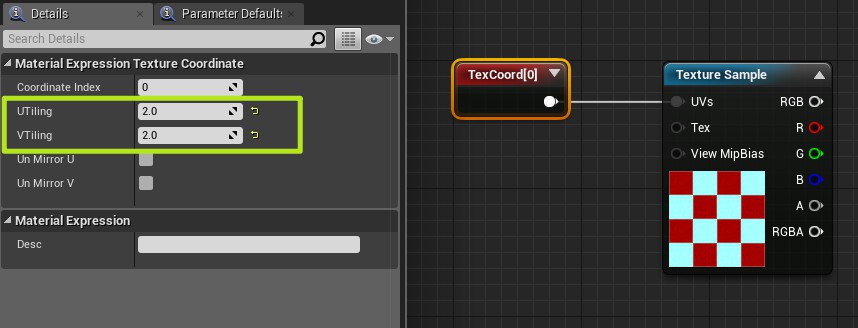 Details
Parameter Defaults
Search Details
Material Expression Texture Coordinate
Coordinate Index 0
UTiling 2.0
VTiling 2.0
Un Mirror U
Un Mirror V
Material Expression
Desc
TexCoord[0]
Texture Sample
UVs RGB
Tex R
View MipBias G
B
A
RGBA